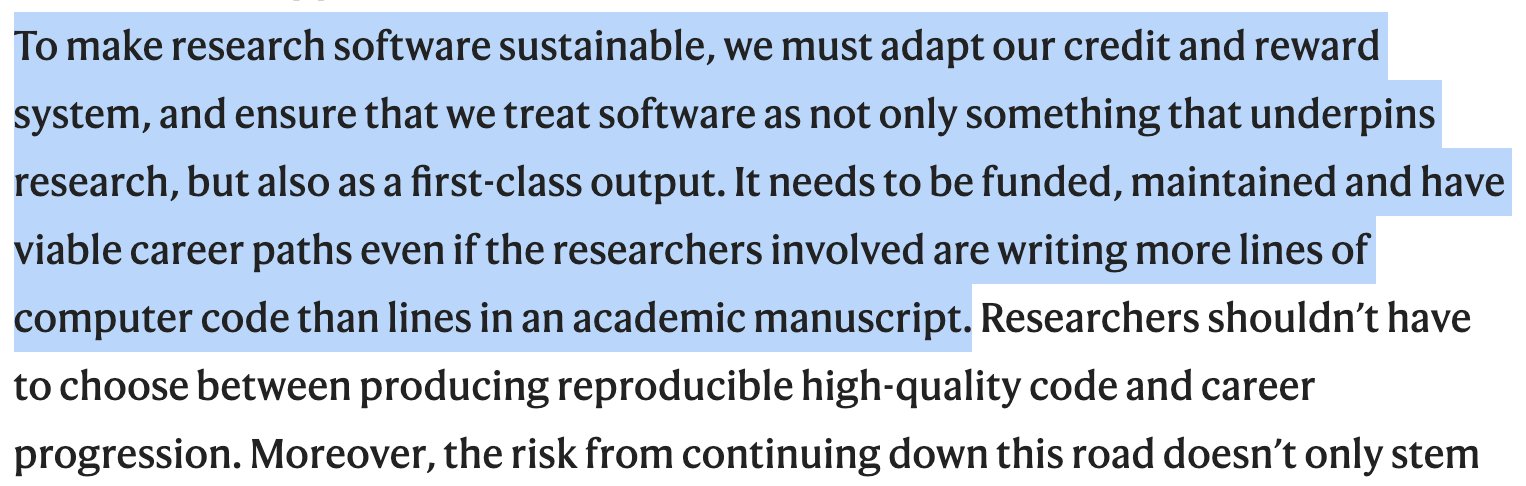 To make research software sustainable, we must adapt our credit and reward
system, and ensure that we treat software as not only something that underpins
research, but also as a first-class output. It needs to be funded, maintained and have
viable career paths even if the researchers involved are writing more lines of
computer code than lines in an academic manuscript. Researchers shouldn’t have
to choose between producing reproducible high-quality code and career
progression. Moreover, the risk from continuing down this road doesn’t only stem